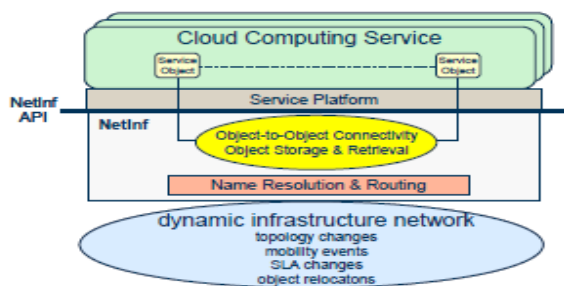 Cloud Computing Service
Service
Object
Service
Object
NetInf
API
Service Platform
NetInf
Object-to-Object Connectivity
Object Storage & Retrieval
Name Resolution & Routing
dynamic infrastructure network
topology changes
mobility events
SLA changes
object relocatons